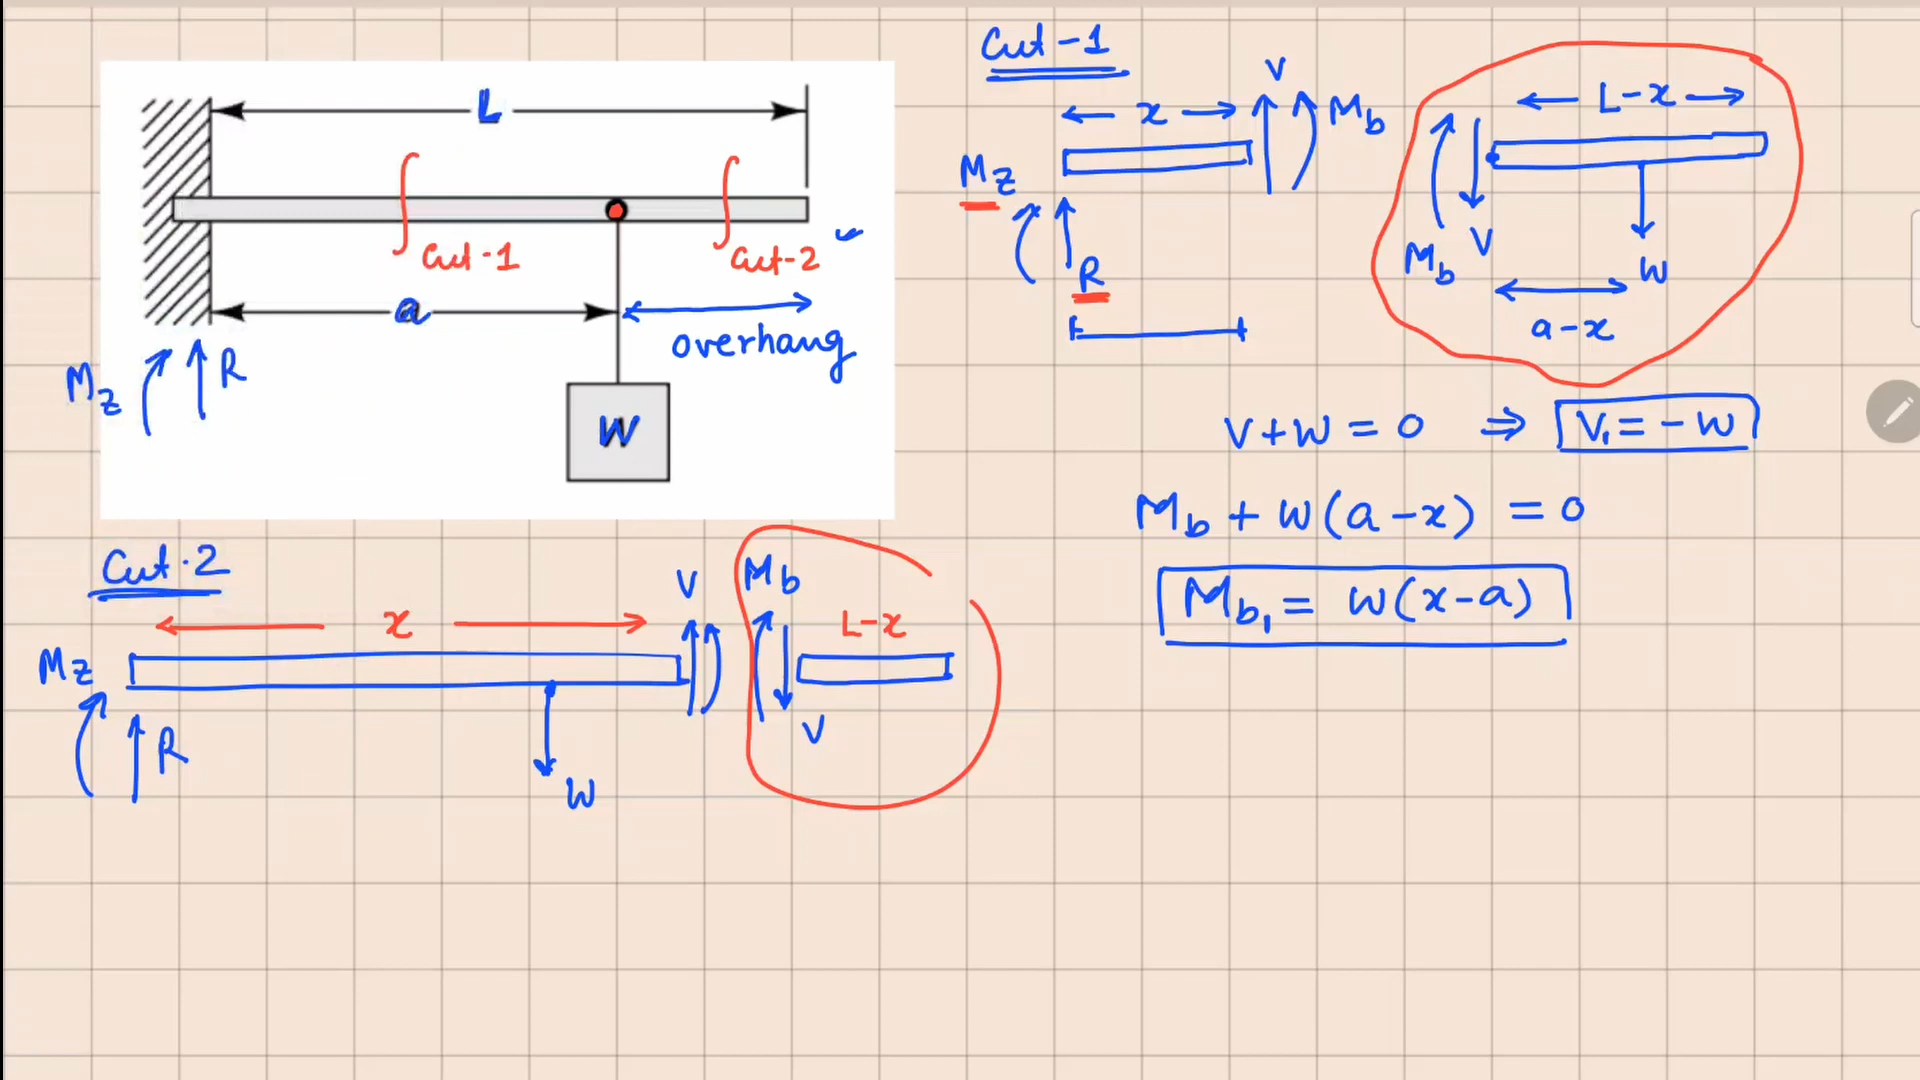 L
Cut-1
Cut-2
a
overhang
Mz
R
W
Cut-1
x
V
Mb
Mz
R
L-x
Mb
V
W
a-x
V+W = 0 ⇒ V₁ = -W
Mb + W(a-x) = 0
Mb₁ = W(x-a)
Cut-2
x
V
Mz
R
W
Mb
L-x
V